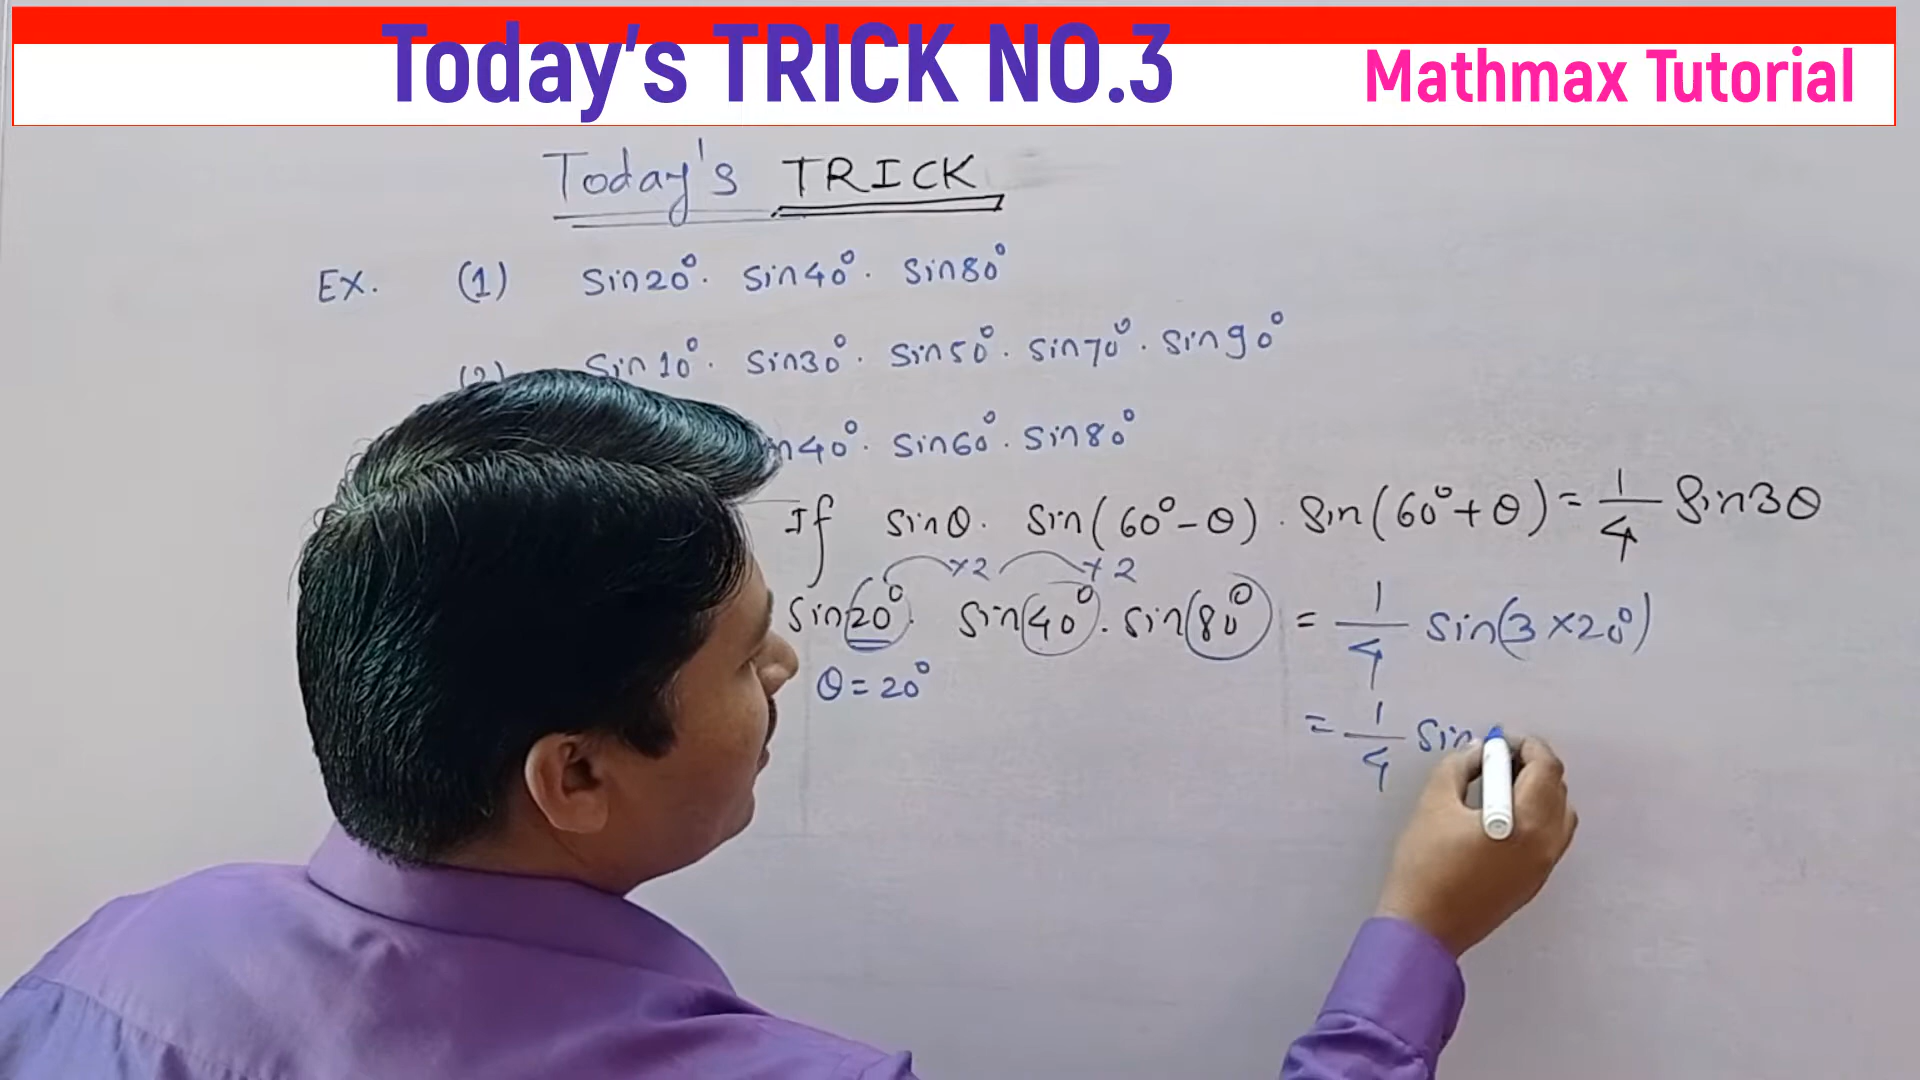 Today's TRICK NO.3
Mathmax Tutorial
Today's TRICK
EX. (1) sin20°. sin40°. sin80°
(2) sin10°. sin30°. sin50°. sin70°. sin90°
n40°. sin60°. sin80°
If sinθ. sin(60°-θ). sin(60°+θ) = 1/4 sin3θ
×2 ×2
sin20°. sin40°. sin80° = 1/4 sin(3×20°)
θ=20°
= 1/4 sin